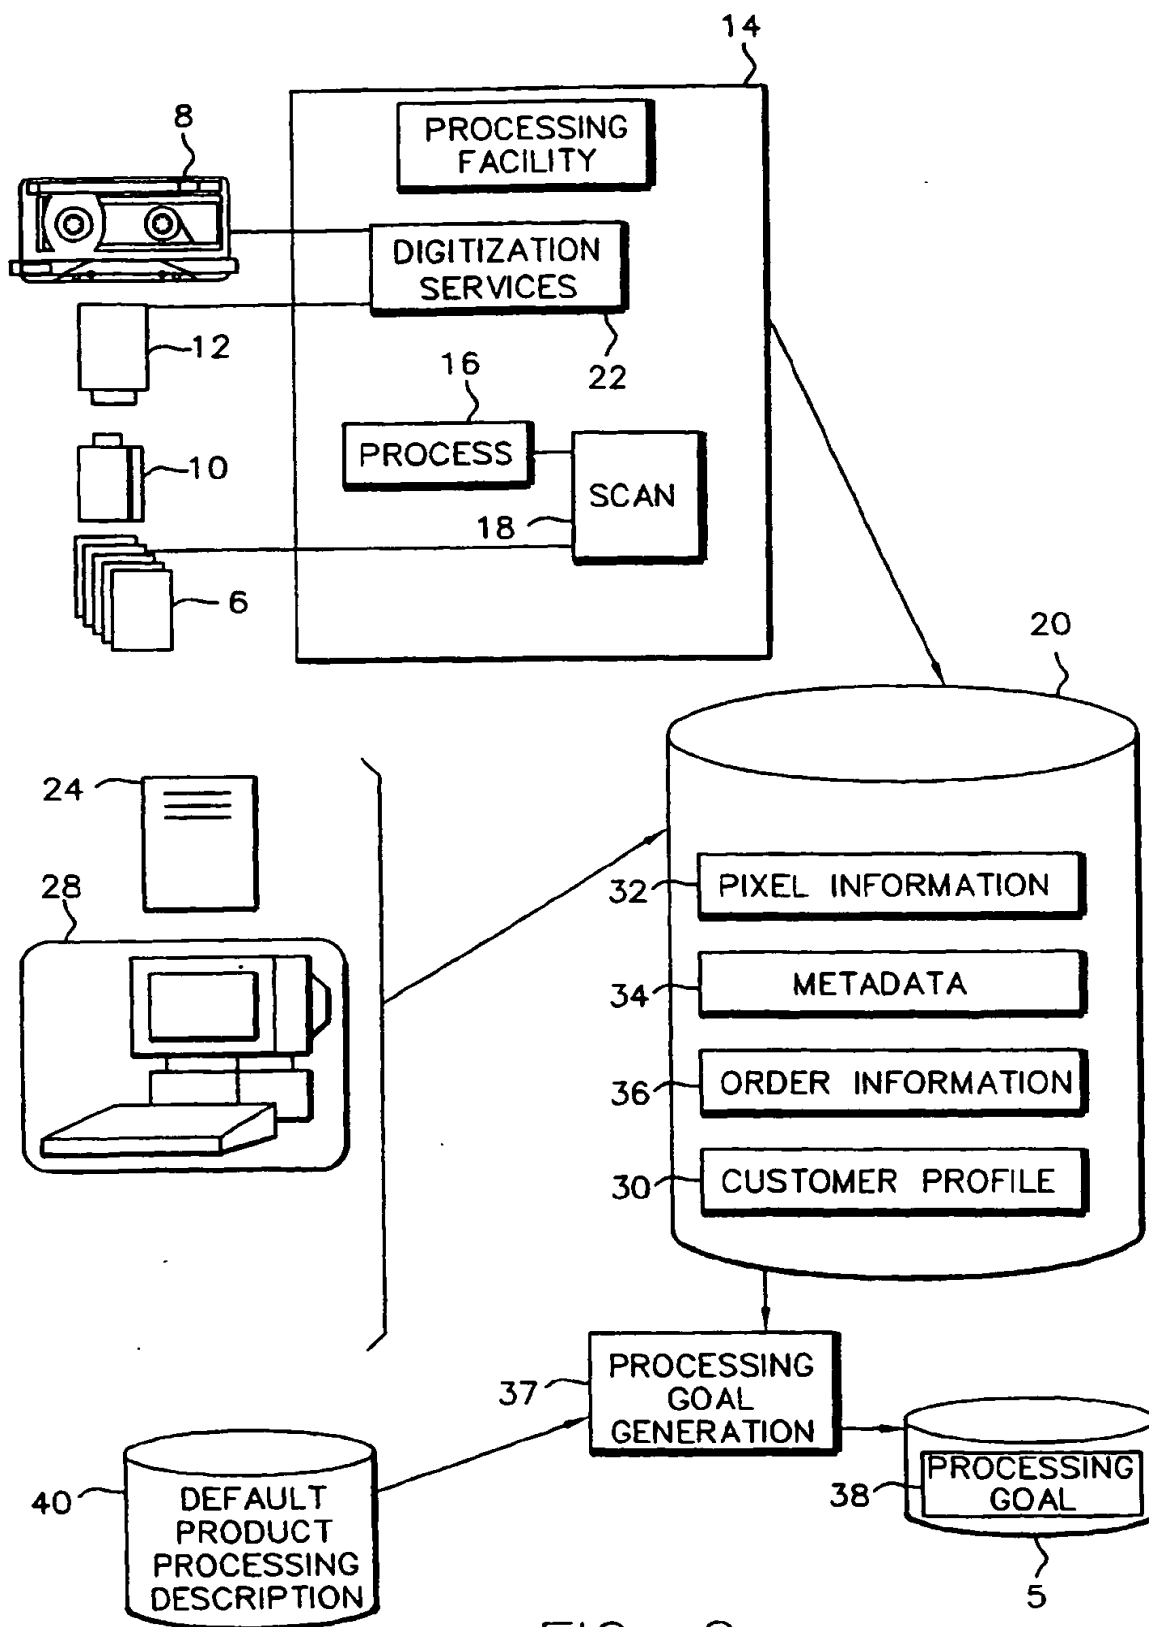 14
8
PROCESSING
FACILITY
DIGITIZATION
SERVICES
12
22
16
PROCESS
10
SCAN
18
6
20
24
32
PIXEL INFORMATION
28
34
METADATA
36
ORDER INFORMATION
30
CUSTOMER PROFILE
37
PROCESSING
GOAL
GENERATION
40
DEFAULT
PRODUCT
PROCESSING
DESCRIPTION
38
PROCESSING
GOAL
5